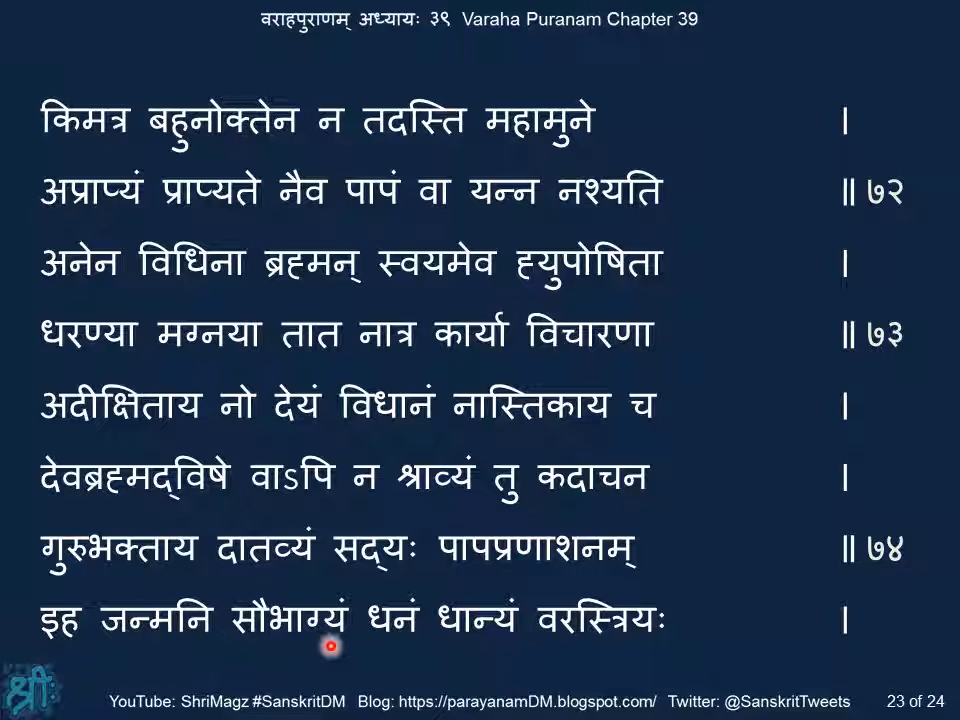 वराहपुराणम् अध्यायः ३९ Varaha Puranam Chapter 39
किमत्र बहुनोक्तेन न तदस्ति महामुने ।
अप्राप्यं प्राप्यते नैव पापं वा यन्न नश्यति ॥ ७२
अनेन विधिना ब्रह्मन् स्वयमेव ह्युपोषिता ।
धरण्या मग्नया तात नात्र कार्या विचारणा ॥ ७३
अदीक्षिताय नो देयं विधानं नास्तिकाय च ।
देवब्रह्मद्विषे वाऽपि न श्राव्यं तु कदाचन ।
गुरुभक्ताय दातव्यं सद्यः पापप्रणाशनम् ॥ ७४
इह जन्मनि सौभाग्यं धनं धान्यं वरस्त्रियः ।
श्रीः
YouTube: ShriMagz #SanskritDM Blog: https://parayanamDM.blogspot.com/ Twitter: @SanskritTweets 23 of 24